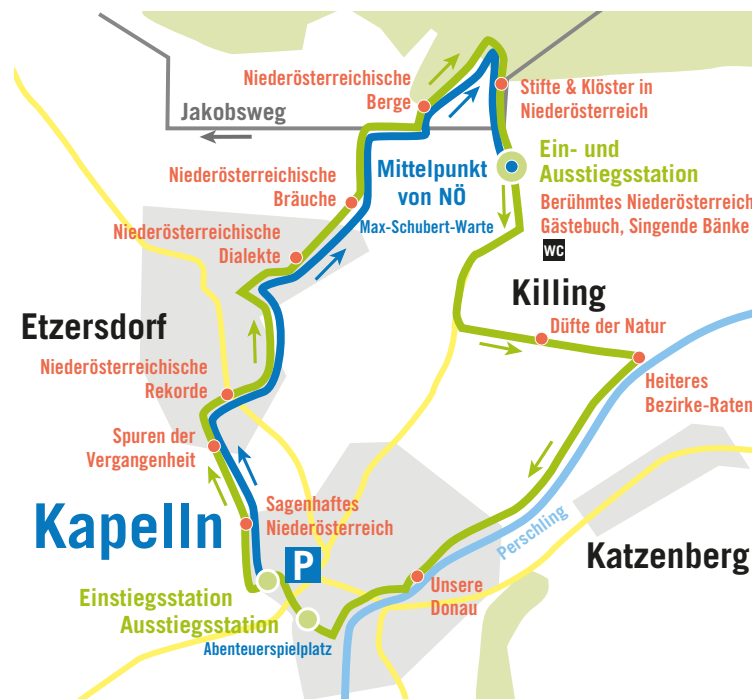 Niederösterreichische
Berge
Stifte & Klöster in
Niederösterreich
Jakobsweg
Ein- und
Ausstiegsstation
Mittelpunkt
von NÖ
Max-Schubert-Warte
Berühmtes Niederösterreich
Gästebuch, Singende Bänke
WC
Niederösterreichische
Bräuche
Niederösterreichische
Dialekte
Killing
Etzersdorf
Düfte der Natur
Niederösterreichische
Rekorde
Heiteres
Bezirke-Raten
Spuren der
Vergangenheit
Kapelln
Sagenhaftes
Niederösterreich
Perschling
Katzenberg
P
Unsere
Donau
Einstiegsstation
Ausstiegsstation
Abenteuerspielplatz